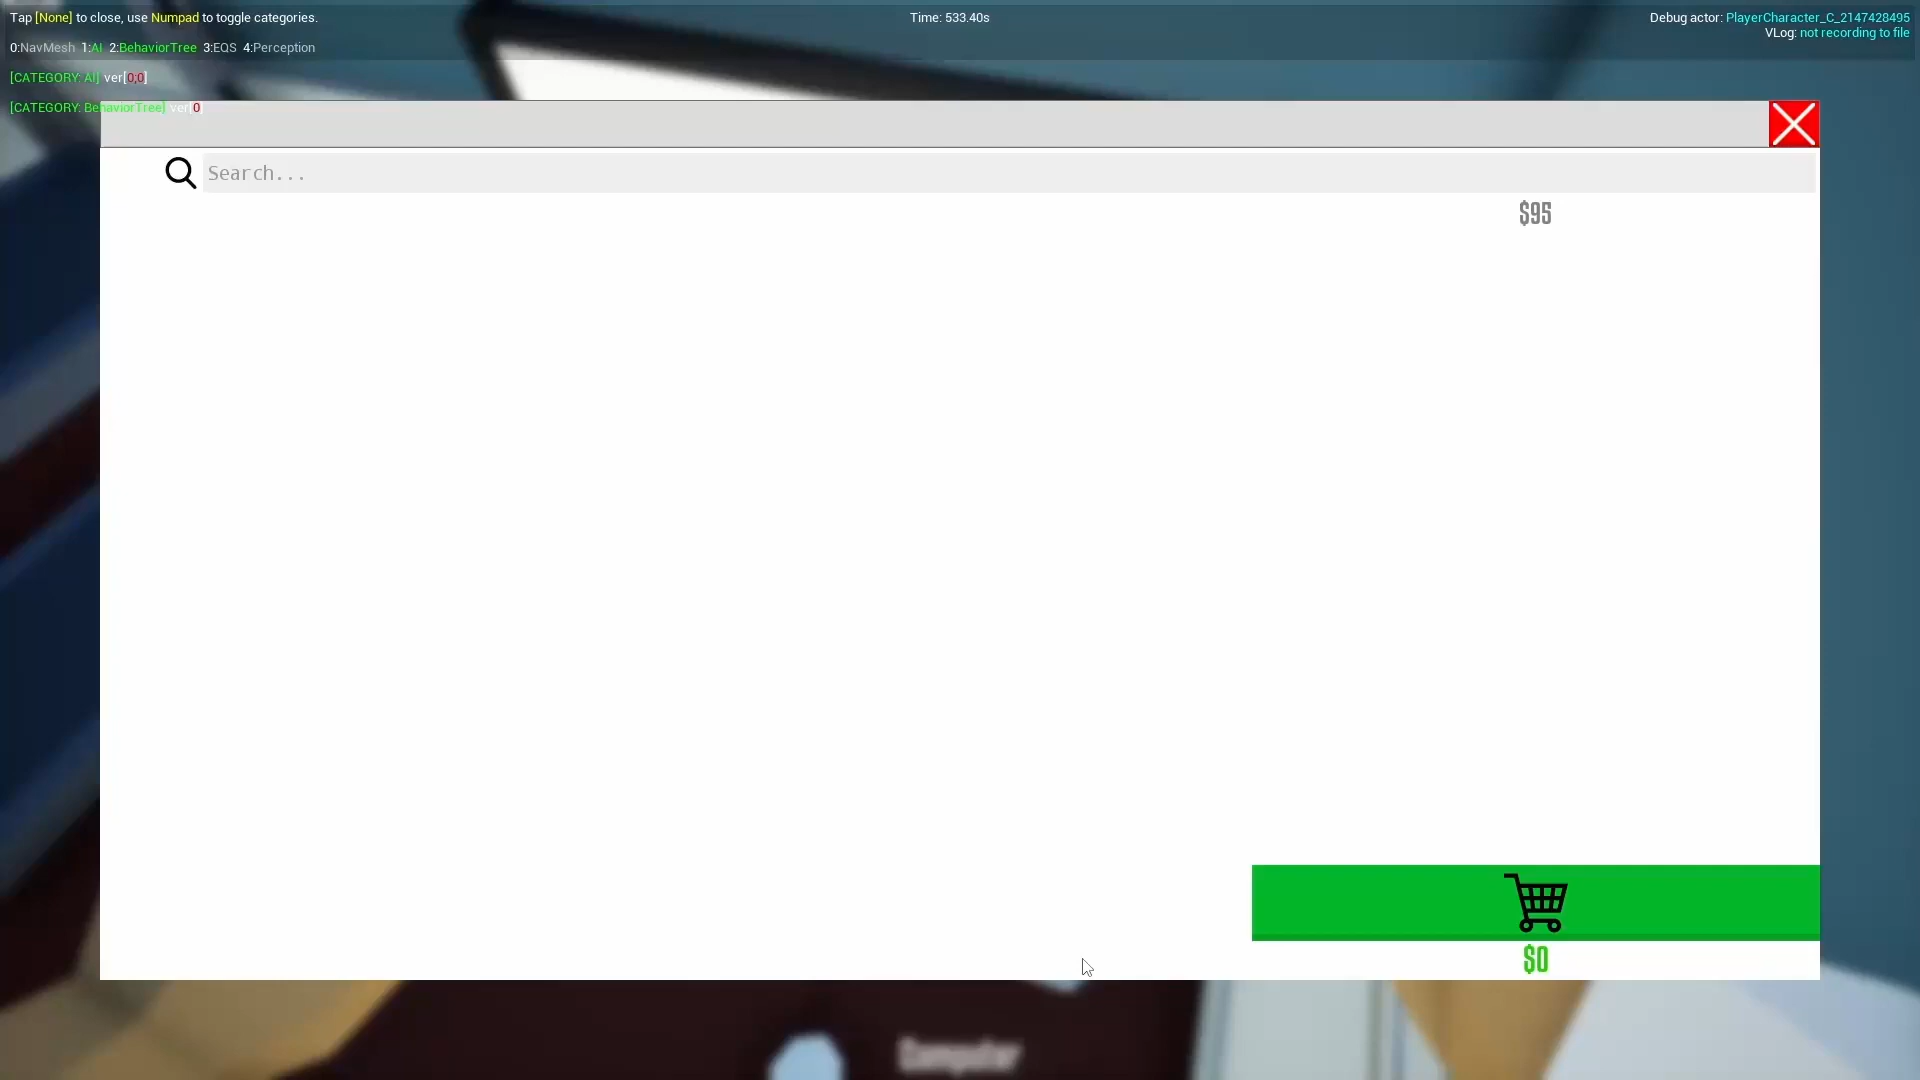 Tap [None] to close, use Numpad to toggle categories.
Time: 533.40s
Debug actor: PlayerCharacter_C_2147428495
VLog: not recording to file
0:NavMesh 1:AI 2:BehaviorTree 3:EQS 4:Perception
[CATEGORY: AI] ver[0;0]
[CATEGORY: BehaviorTree] ver[0]
Search...
$95
$0
Computer